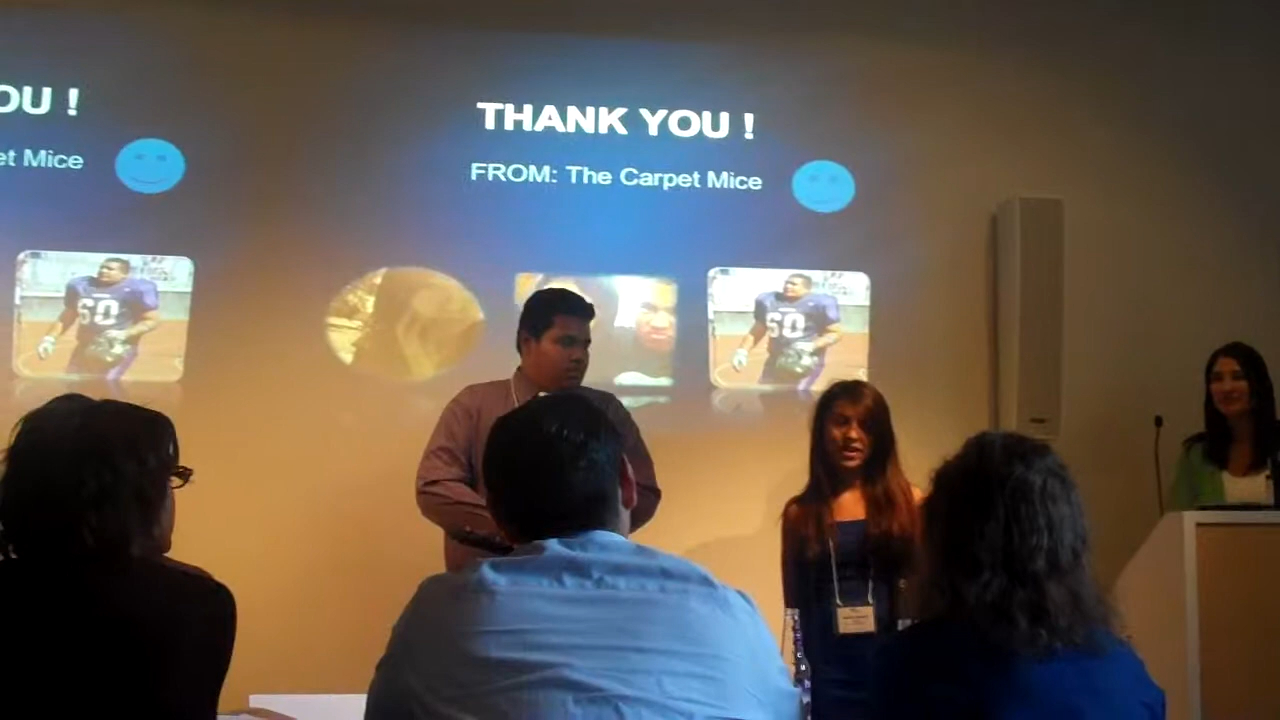 OU !
et Mice
THANK YOU !
FROM: The Carpet Mice
60
60